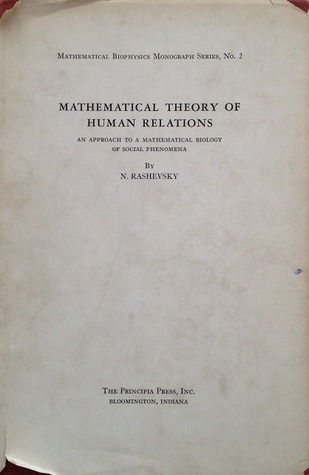 Mathematical Biophysics Monograph Series, No. 2
MATHEMATICAL THEORY OF
HUMAN RELATIONS
AN APPROACH TO A MATHEMATICAL BIOLOGY
OF SOCIAL PHENOMENA
By
N. RASHEVSKY
The Principia Press, Inc.
BLOOMINGTON, INDIANA